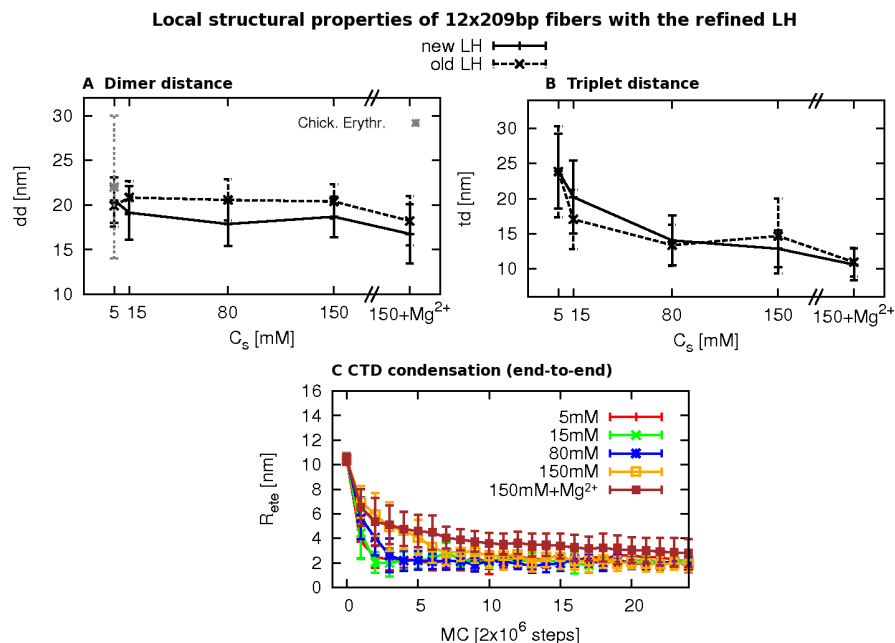 Local structural properties of 12x209bp fibers with the refined LH
new LH
old LH
A Dimer distance
B Triplet distance
Chick. Erythr.
dd [nm]
30
25
20
15
10
5 15 80 150 150+Mg²⁺
Cₛ [mM]
td [nm]
30
25
20
15
10
5 15 80 150 150+Mg²⁺
Cₛ [mM]
C CTD condensation (end-to-end)
Rₑₜₑ [nm]
16
14
12
10
8
6
4
2
0
5mM
15mM
80mM
150mM
150mM+Mg²⁺
0 5 10 15 20
MC [2x10⁶ steps]